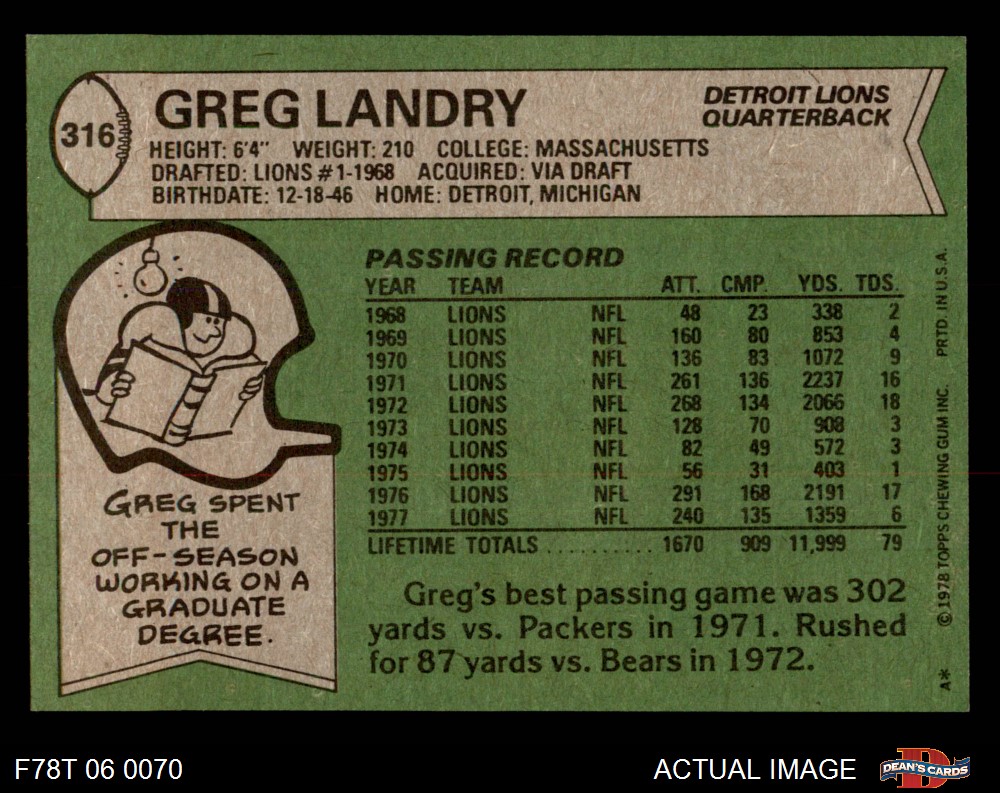 316
GREG LANDRY
DETROIT LIONS
QUARTERBACK
HEIGHT: 6'4" WEIGHT: 210 COLLEGE: MASSACHUSETTS
DRAFTED: LIONS #1-1968 ACQUIRED: VIA DRAFT
BIRTHDATE: 12-18-46 HOME: DETROIT, MICHIGAN
PASSING RECORD
YEAR TEAM ATT. CMP. YDS. TDS.
1968 LIONS NFL 48 23 338 2
1969 LIONS NFL 160 80 853 4
1970 LIONS NFL 136 83 1072 9
1971 LIONS NFL 261 136 2237 16
1972 LIONS NFL 268 134 2066 18
1973 LIONS NFL 128 70 908 3
1974 LIONS NFL 82 49 572 3
1975 LIONS NFL 56 31 403 1
1976 LIONS NFL 291 168 2191 17
1977 LIONS NFL 240 135 1359 6
LIFETIME TOTALS .......... 1670 909 11,999 79
GREG SPENT
THE
OFF-SEASON
WORKING ON A
GRADUATE
DEGREE.
Greg's best passing game was 302
yards vs. Packers in 1971. Rushed
for 87 yards vs. Bears in 1972.
A* ©1978 TOPPS CHEWING GUM INC. PRTD. IN U.S.A.
F78T 06 0070
ACTUAL IMAGE
DEAN'S CARDS